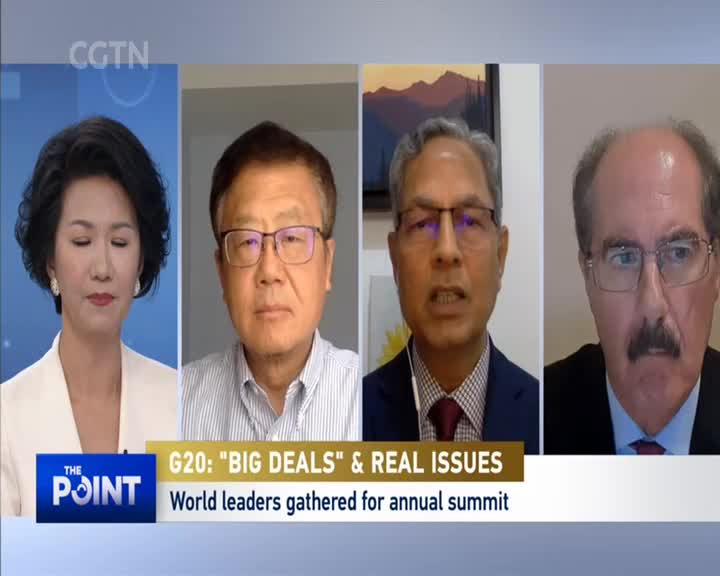 CGTN
G20: "BIG DEALS" & REAL ISSUES
THE
POINT
World leaders gathered for annual summit